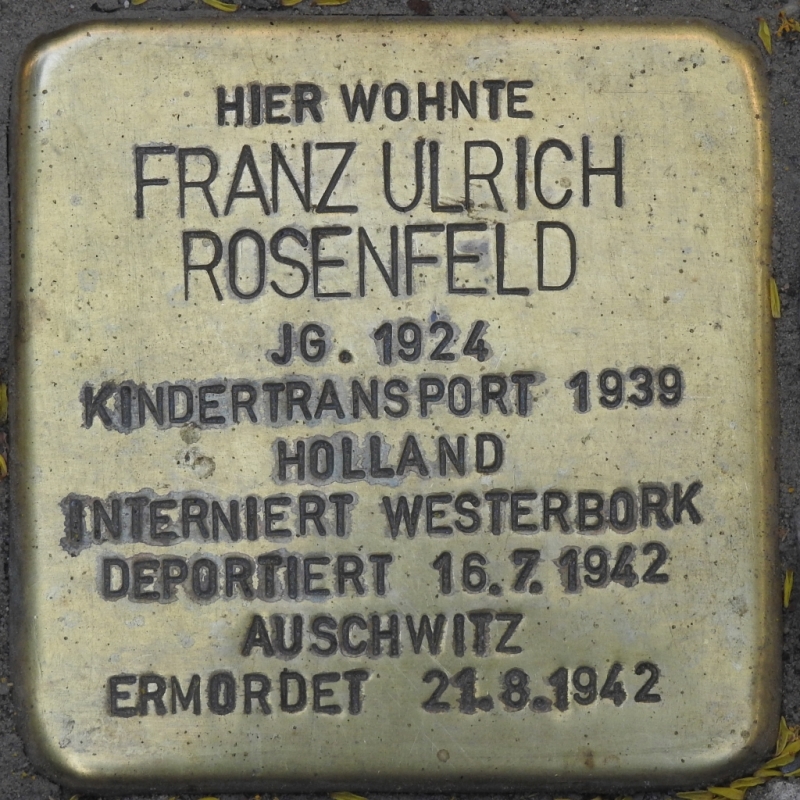 HIER WOHNTE
FRANZ ULRICH
ROSENFELD
JG. 1924
KINDERTRANSPORT 1939
HOLLAND
INTERNIERT WESTERBORK
DEPORTIERT 16.7.1942
AUSCHWITZ
ERMORDET 21.8.1942